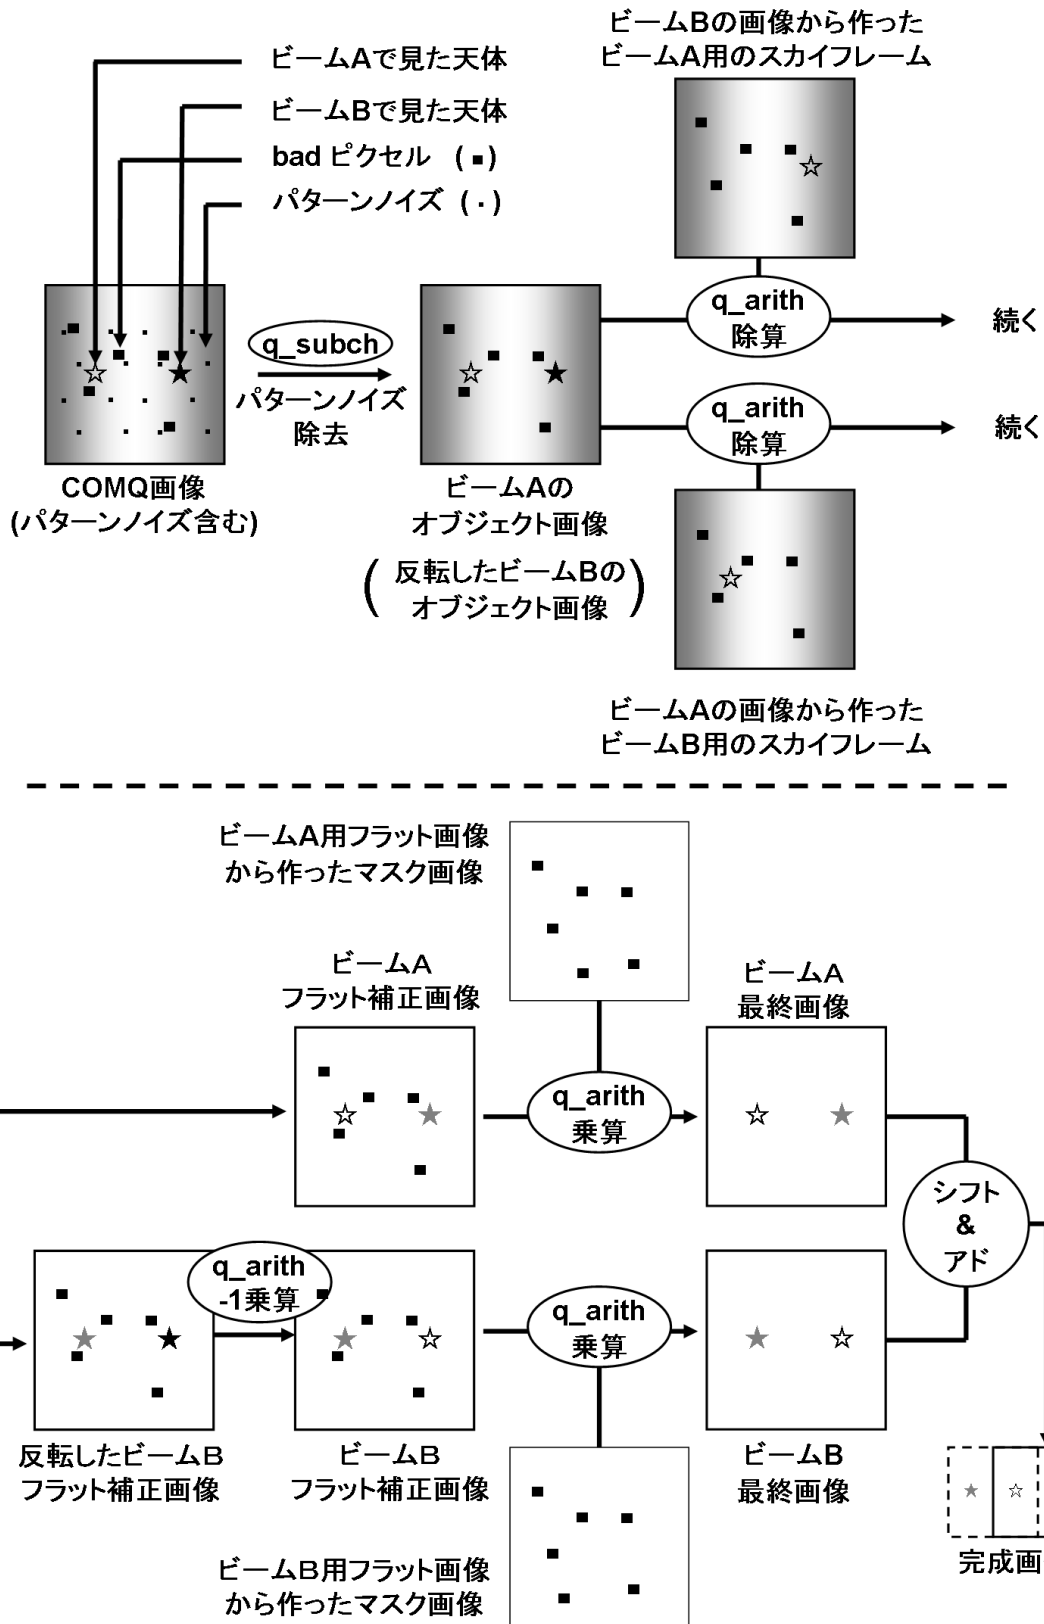 ビームAで見た天体
ビームBで見た天体
bad ピクセル (▪)
パターンノイズ (・)
ビームBの画像から作った
ビームA用のスカイフレーム
q_arith
除算
続く
q_subch
パターンノイズ
除去
q_arith
除算
続く
COMQ画像
(パターンノイズ含む)
ビームAの
オブジェクト画像
(反転したビームBの
オブジェクト画像)
ビームAの画像から作った
ビームB用のスカイフレーム
ビームA用フラット画像
から作ったマスク画像
ビームA
フラット補正画像
q_arith
乗算
ビームA
最終画像
シフト
&
アド
q_arith
-1乗算
q_arith
乗算
反転したビームB
フラット補正画像
ビームB
フラット補正画像
ビームB
最終画像
完成画
ビームB用フラット画像
から作ったマスク画像